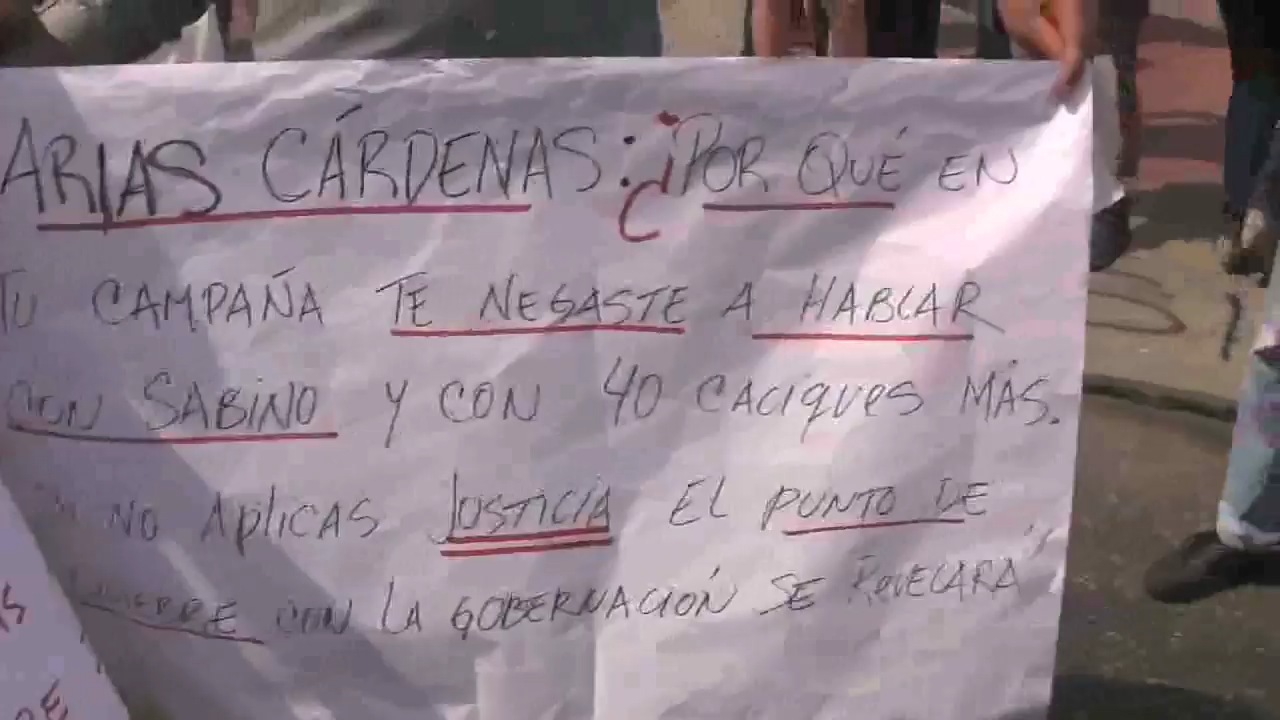 ARIAS CÁRDENAS: ¿POR QUÉ EN
TU CAMPAÑA TE NEGASTE A HABLAR
CON SABINO Y CON 40 CACIQUES MÁS.
NO APLICAS JUSTICIA EL PUNTO DE
CON LA GOBERNACIÓN SE REVELARÁ"